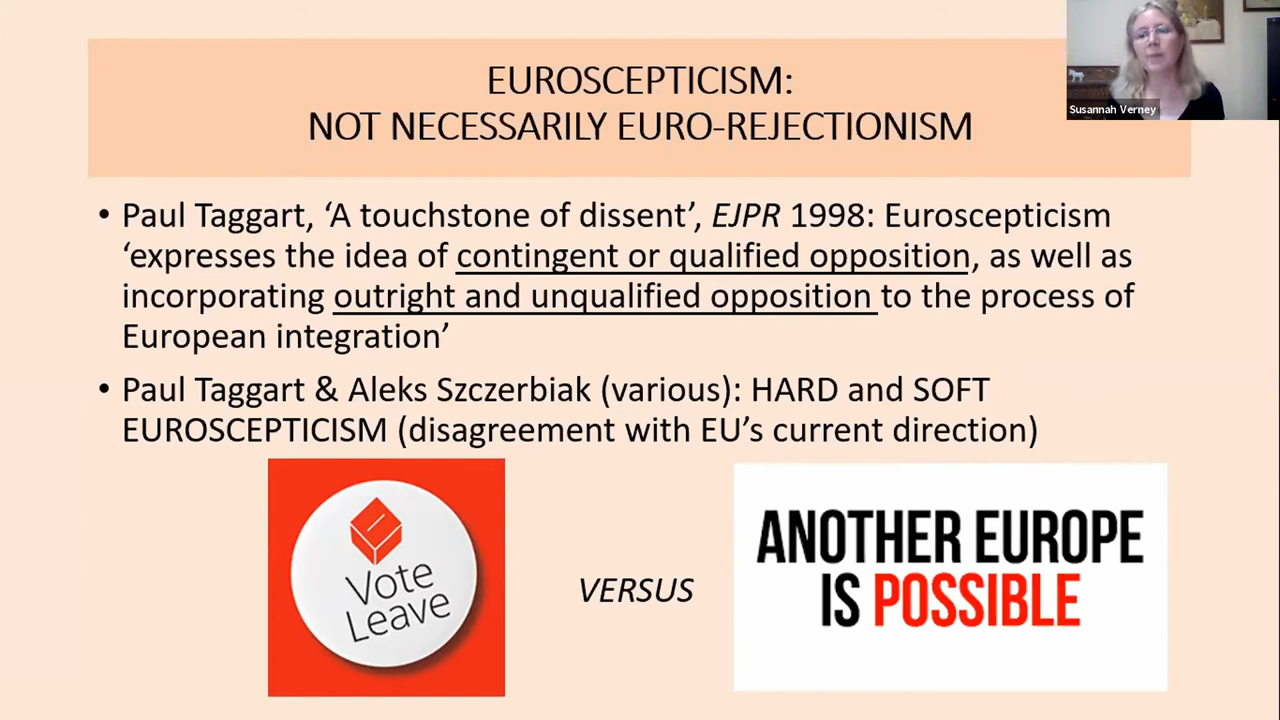 EUROSCEPTICISM:
NOT NECESSARILY EURO-REJECTIONISM
Susannah Verney
• Paul Taggart, ‘A touchstone of dissent’, EJPR 1998: Euroscepticism
‘expresses the idea of contingent or qualified opposition, as well as
incorporating outright and unqualified opposition to the process of
European integration’
• Paul Taggart & Aleks Szczerbiak (various): HARD and SOFT
EUROSCEPTICISM (disagreement with EU’s current direction)
Vote
Leave
VERSUS
ANOTHER EUROPE
IS POSSIBLE